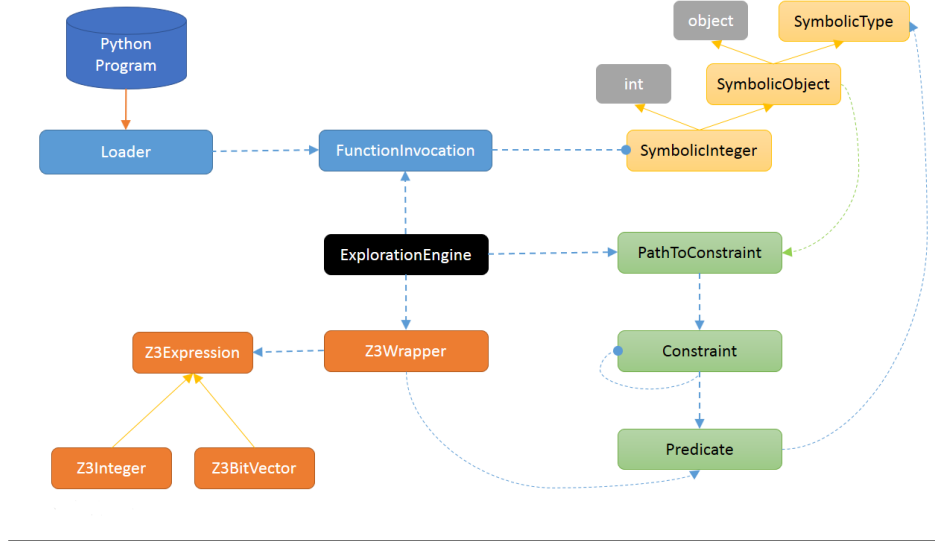 object
SymbolicType
Python
Program
int
SymbolicObject
Loader
FunctionInvocation
SymbolicInteger
ExplorationEngine
PathToConstraint
Z3Expression
Z3Wrapper
Constraint
Z3Integer
Z3BitVector
Predicate